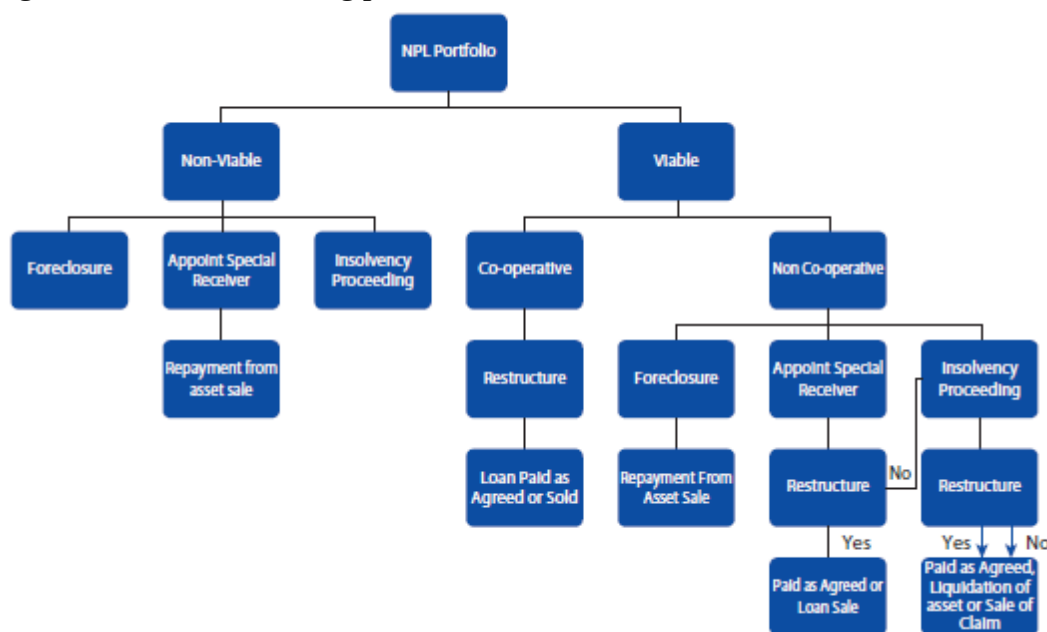 NPL Portfolio
Non-Viable
Viable
Foreclosure
Appoint Special
Receiver
Insolvency
Proceeding
Co-operative
Non Co-operative
Repayment from
asset sale
Restructure
Foreclosure
Appoint Special
Receiver
Insolvency
Proceeding
Loan Paid as
Agreed or Sold
Repayment From
Asset Sale
Restructure
No
Restructure
Yes
Yes
No
Paid as Agreed or
Loan Sale
Paid as Agreed,
Liquidation of
asset or Sale of
Claim